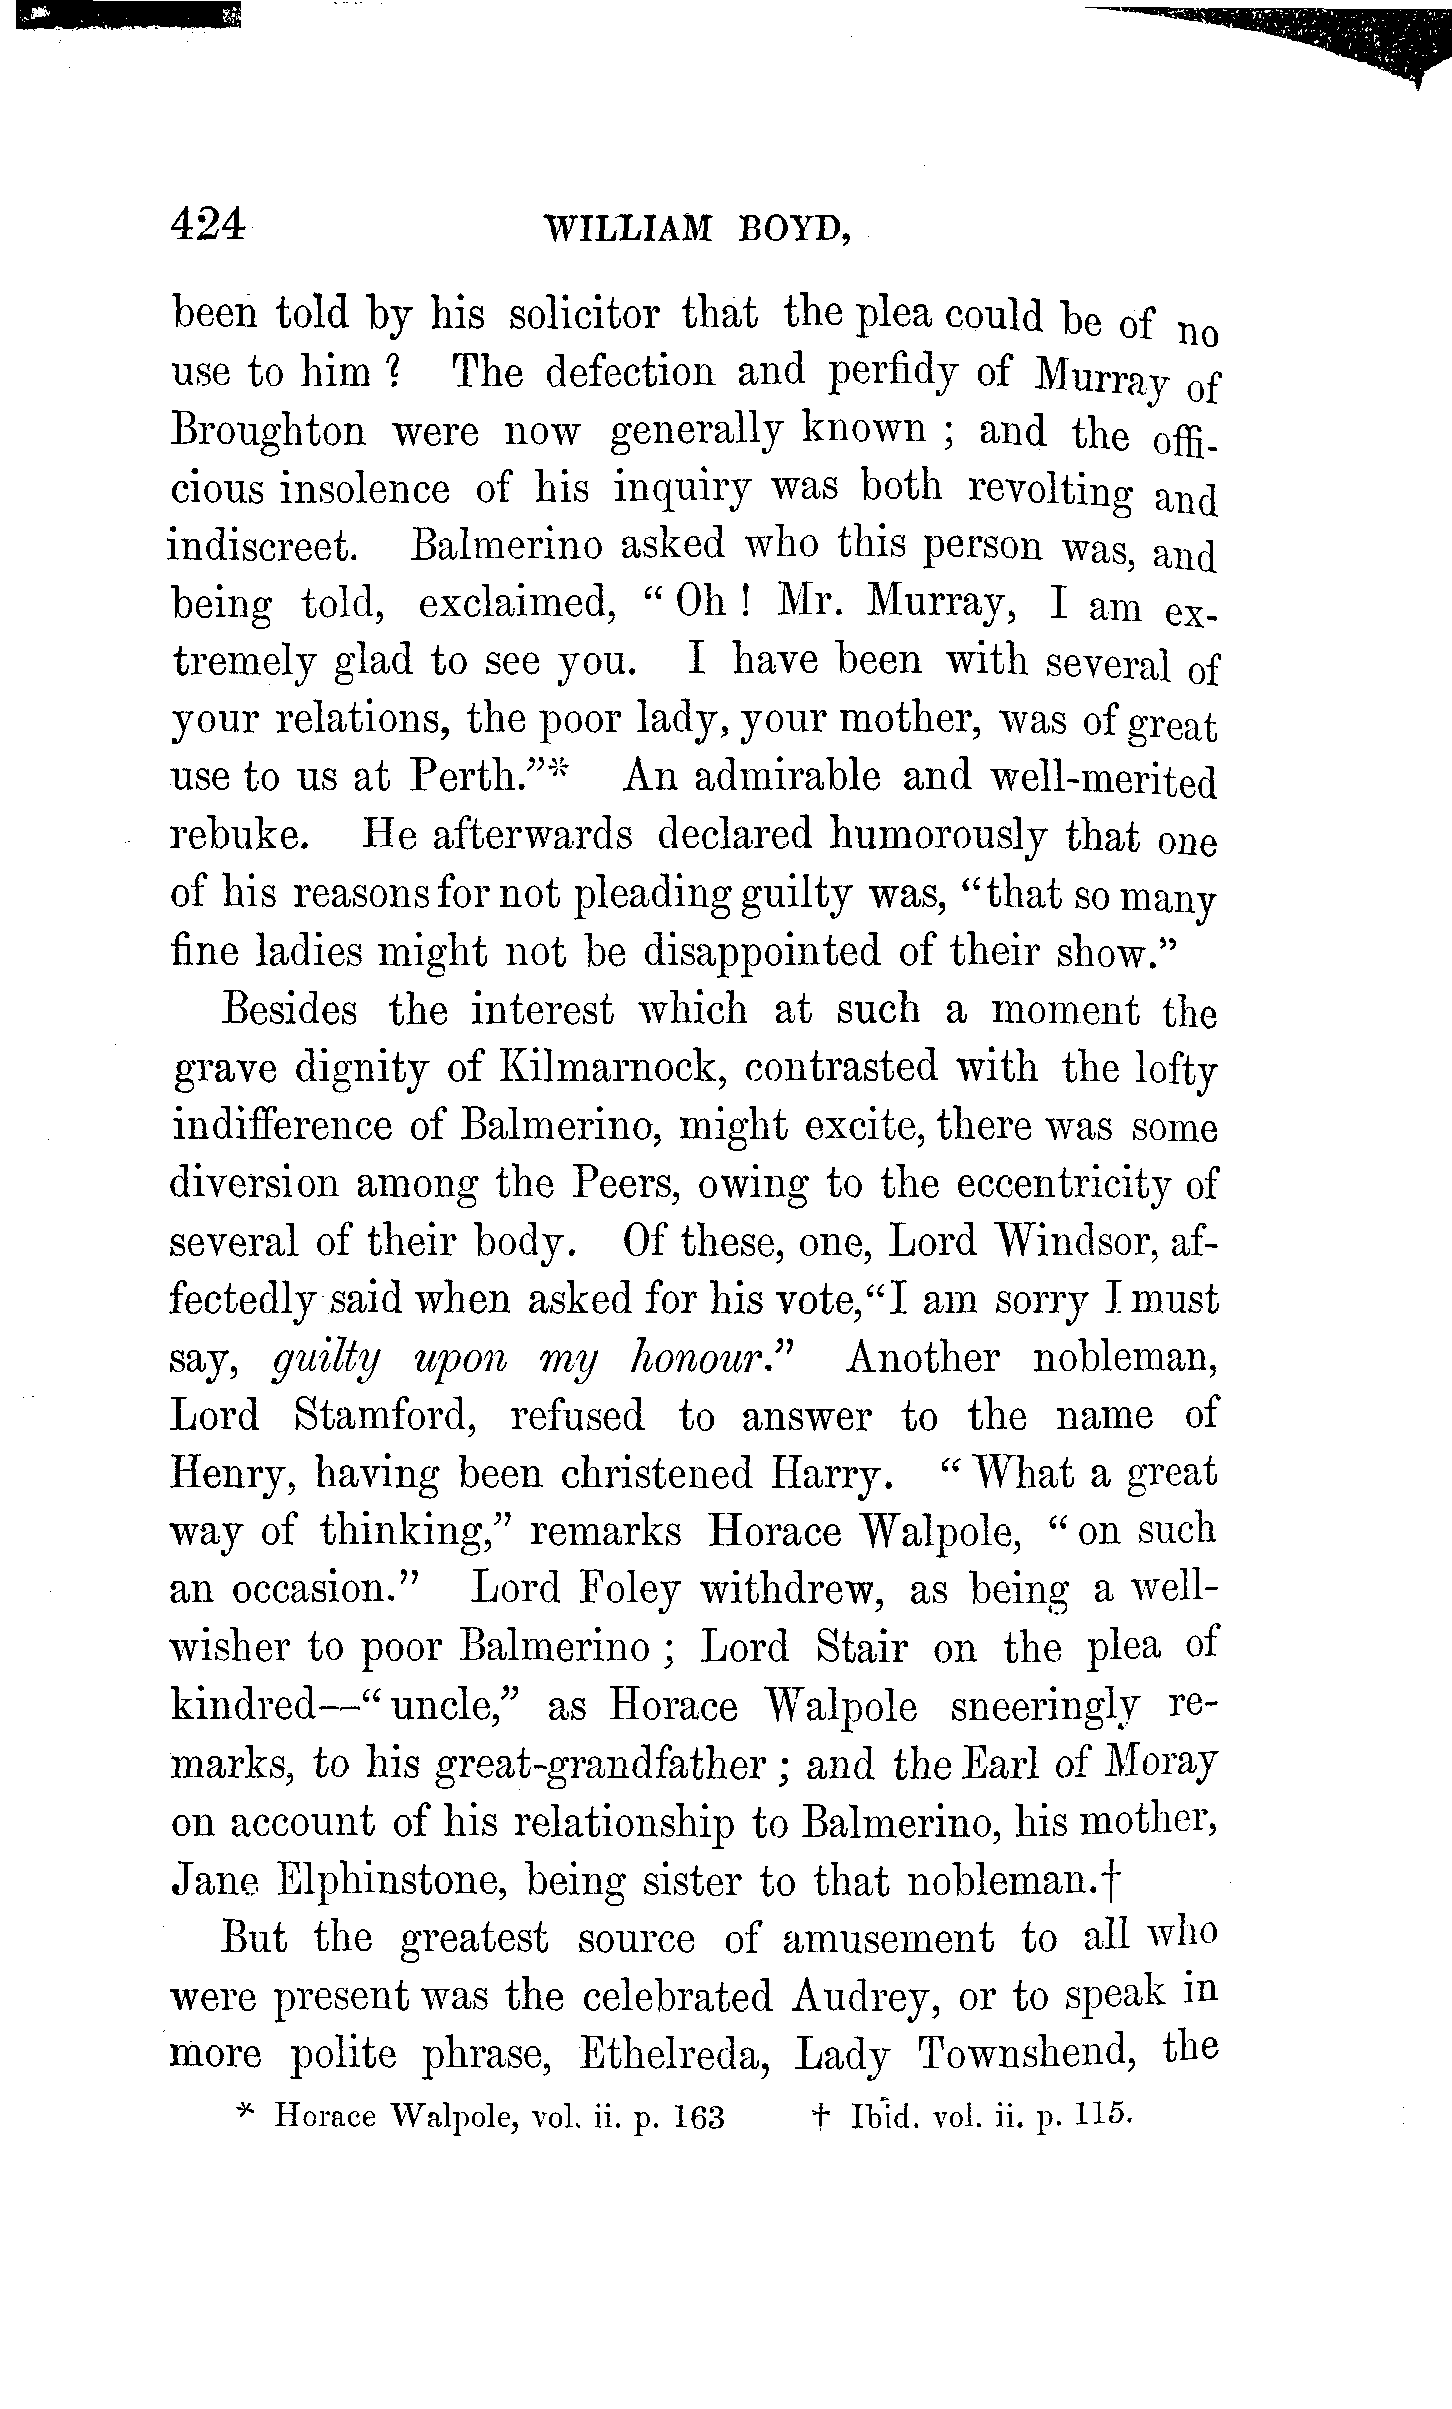 424 WILLIAM BOYD,
been told by his solicitor that the plea could be of no
use to him ? The defection and perfidy of Murray of
Broughton were now generally known ; and the offi-
cious insolence of his inquiry was both revolting and
indiscreet. Balmerino asked who this person was, and
being told, exclaimed, “ Oh ! Mr. Murray, I am ex-
tremely glad to see you. I have been with several of
your relations, the poor lady, your mother, was of great
use to us at Perth.”* An admirable and well-merited
rebuke. He afterwards declared humorously that one
of his reasons for not pleading guilty was, “that so many
fine ladies might not be disappointed of their show.”
Besides the interest which at such a moment the
grave dignity of Kilmarnock, contrasted with the lofty
indifference of Balmerino, might excite, there was some
diversion among the Peers, owing to the eccentricity of
several of their body. Of these, one, Lord Windsor, af-
fectedly said when asked for his vote,“I am sorry I must
say, guilty upon my honour.” Another nobleman,
Lord Stamford, refused to answer to the name of
Henry, having been christened Harry. “ What a great
way of thinking,” remarks Horace Walpole, “ on such
an occasion.” Lord Foley withdrew, as being a well-
wisher to poor Balmerino ; Lord Stair on the plea of
kindred—“ uncle,” as Horace Walpole sneeringly re-
marks, to his great-grandfather ; and the Earl of Moray
on account of his relationship to Balmerino, his mother,
Jane Elphinstone, being sister to that nobleman.†
But the greatest source of amusement to all who
were present was the celebrated Audrey, or to speak in
more polite phrase, Ethelreda, Lady Townshend, the
* Horace Walpole, vol. ii. p. 163 † Ibid. vol. ii. p. 115.